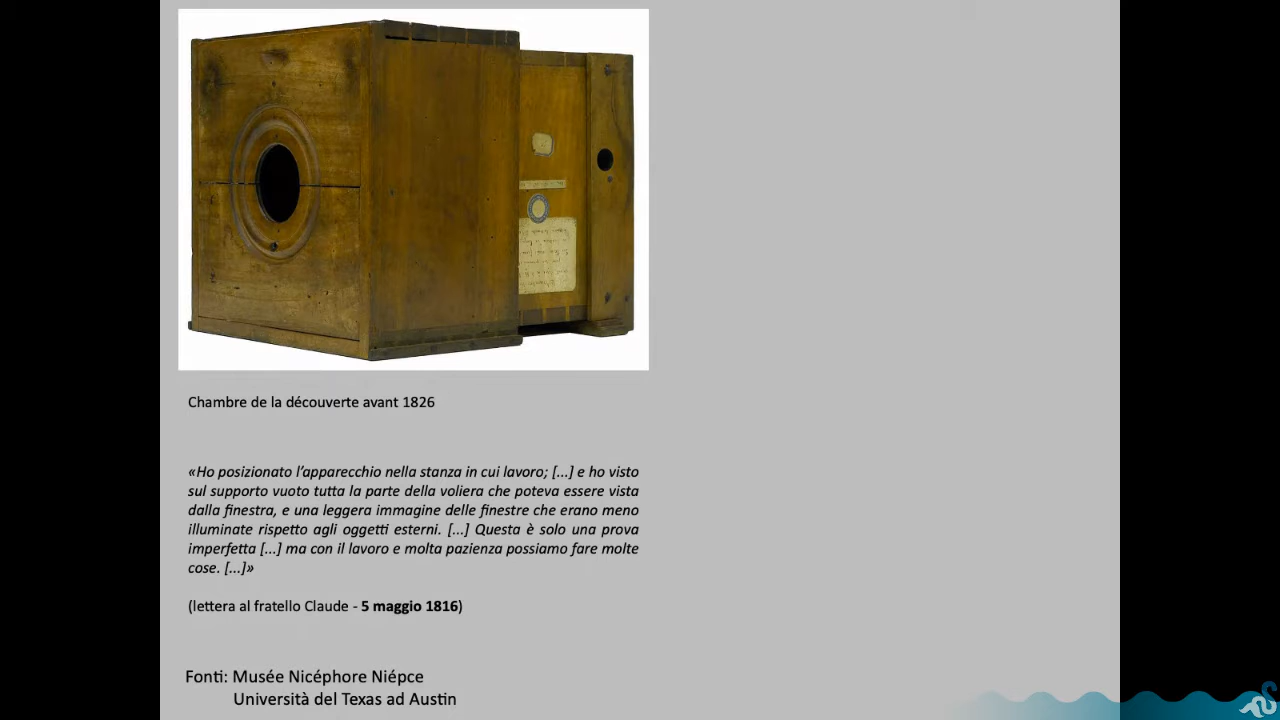 Chambre de la découverte avant 1826
«Ho posizionato l'apparecchio nella stanza in cui lavoro; [...] e ho visto
sul supporto vuoto tutta la parte della voliera che poteva essere vista
dalla finestra, e una leggera immagine delle finestre che erano meno
illuminate rispetto agli oggetti esterni. [...] Questa è solo una prova
imperfetta [...] ma con il lavoro e molta pazienza possiamo fare molte
cose. [...]»
(lettera al fratello Claude - 5 maggio 1816)
Fonti: Musée Nicéphore Niépce
Università del Texas ad Austin